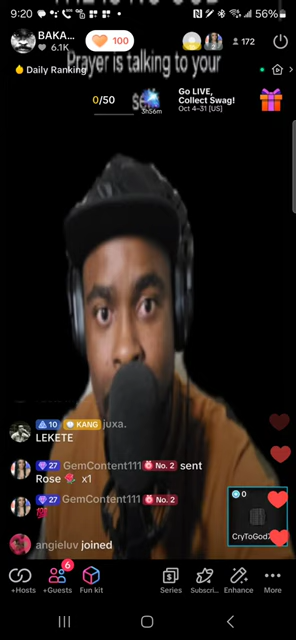 9:20
56%
BAKA...
6.1K
100
172
Prayer is talking to your
Daily Ranking
0/50
3h56m
Go LIVE,
Collect Swag!
Oct 4–31 [US]
10 KANG juxa.
LEKETE
27 GemContent111 No. 2 sent
Rose 🌹 x1
27 GemContent111 No. 2
💯
0
CryToGodZ
angieluv joined
6
+Hosts
+Guests
Fun kit
Series
Subscri...
Enhance
More